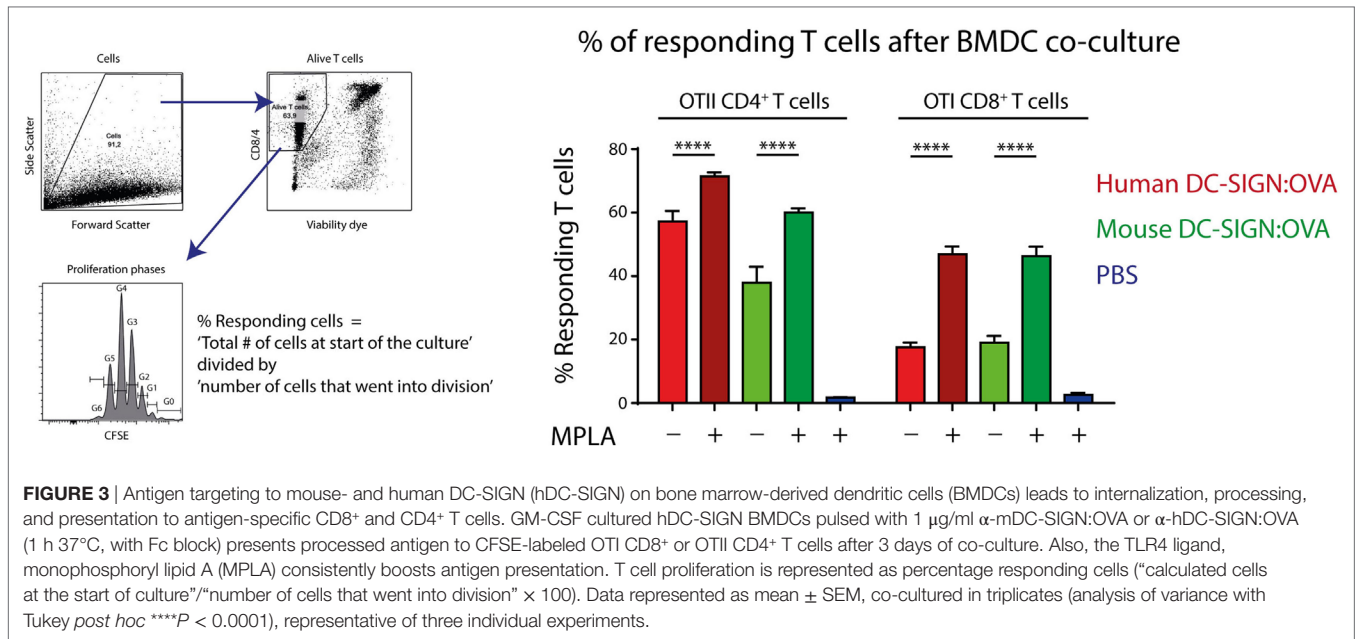 % of responding T cells after BMDC co-culture
Cells
Side Scatter
Cells
91,2
Forward Scatter
Alive T cells
CD8/4
Alive T cells
63,9
Viability dye
Proliferation phases
G4
G3
G5
G2
G1
G0
G6
CFSE
% Responding cells =
'Total # of cells at start of the culture'
divided by
'number of cells that went into division'
OTII CD4+ T cells
OTI CD8+ T cells
**** **** **** ****
% Responding T cells
80
60
40
20
0
MPLA − + − + + − + − + +
Human DC-SIGN:OVA
Mouse DC-SIGN:OVA
PBS
FIGURE 3 | Antigen targeting to mouse- and human DC-SIGN (hDC-SIGN) on bone marrow-derived dendritic cells (BMDCs) leads to internalization, processing,
and presentation to antigen-specific CD8+ and CD4+ T cells. GM-CSF cultured hDC-SIGN BMDCs pulsed with 1 μg/ml α-mDC-SIGN:OVA or α-hDC-SIGN:OVA
(1 h 37°C, with Fc block) presents processed antigen to CFSE-labeled OTI CD8+ or OTII CD4+ T cells after 3 days of co-culture. Also, the TLR4 ligand,
monophosphoryl lipid A (MPLA) consistently boosts antigen presentation. T cell proliferation is represented as percentage responding cells ("calculated cells
at the start of culture"/"number of cells that went into division" × 100). Data represented as mean ± SEM, co-cultured in triplicates (analysis of variance with
Tukey post hoc ****P < 0.0001), representative of three individual experiments.